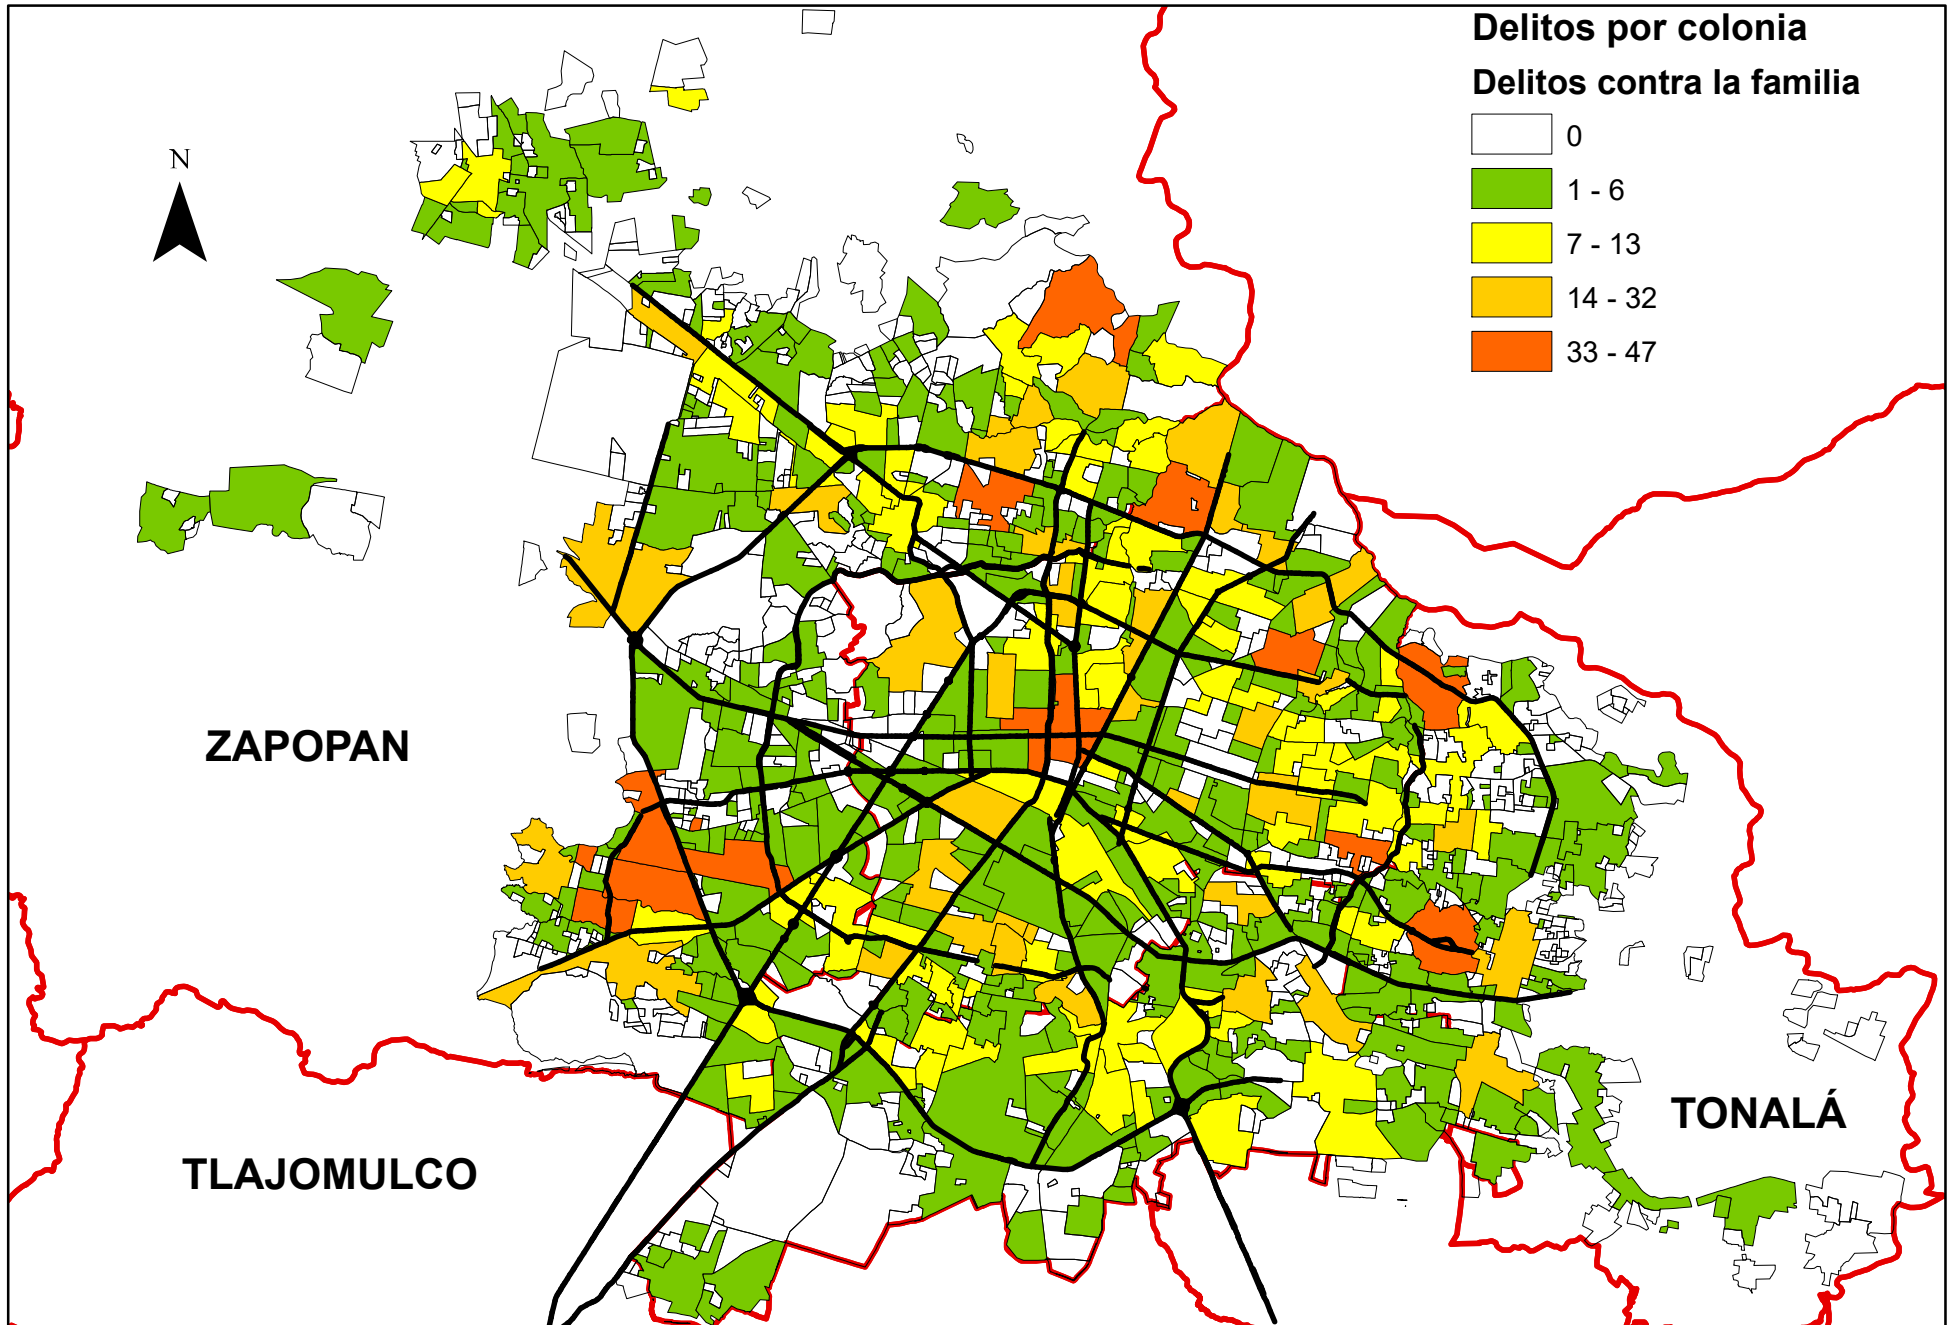 Delitos por colonia
Delitos contra la familia
0
1 - 6
7 - 13
14 - 32
33 - 47
N
ZAPOPAN
TONALÁ
TLAJOMULCO